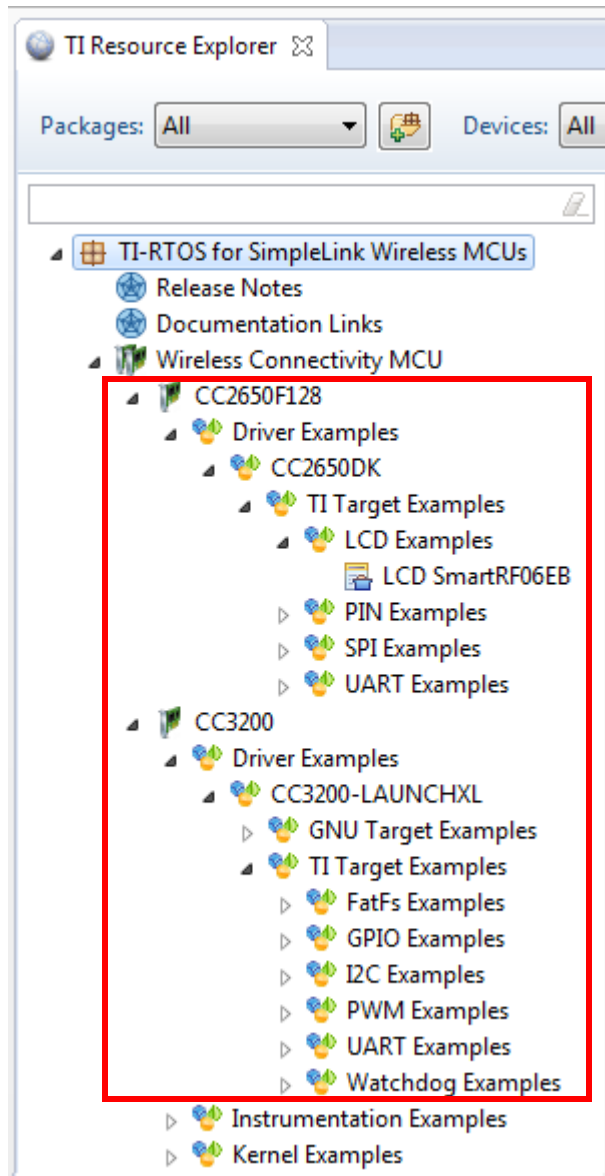 TI Resource Explorer
Packages: All Devices: All
TI-RTOS for SimpleLink Wireless MCUs
Release Notes
Documentation Links
Wireless Connectivity MCU
CC2650F128
Driver Examples
CC2650DK
TI Target Examples
LCD Examples
LCD SmartRF06EB
PIN Examples
SPI Examples
UART Examples
CC3200
Driver Examples
CC3200-LAUNCHXL
GNU Target Examples
TI Target Examples
FatFs Examples
GPIO Examples
I2C Examples
PWM Examples
UART Examples
Watchdog Examples
Instrumentation Examples
Kernel Examples